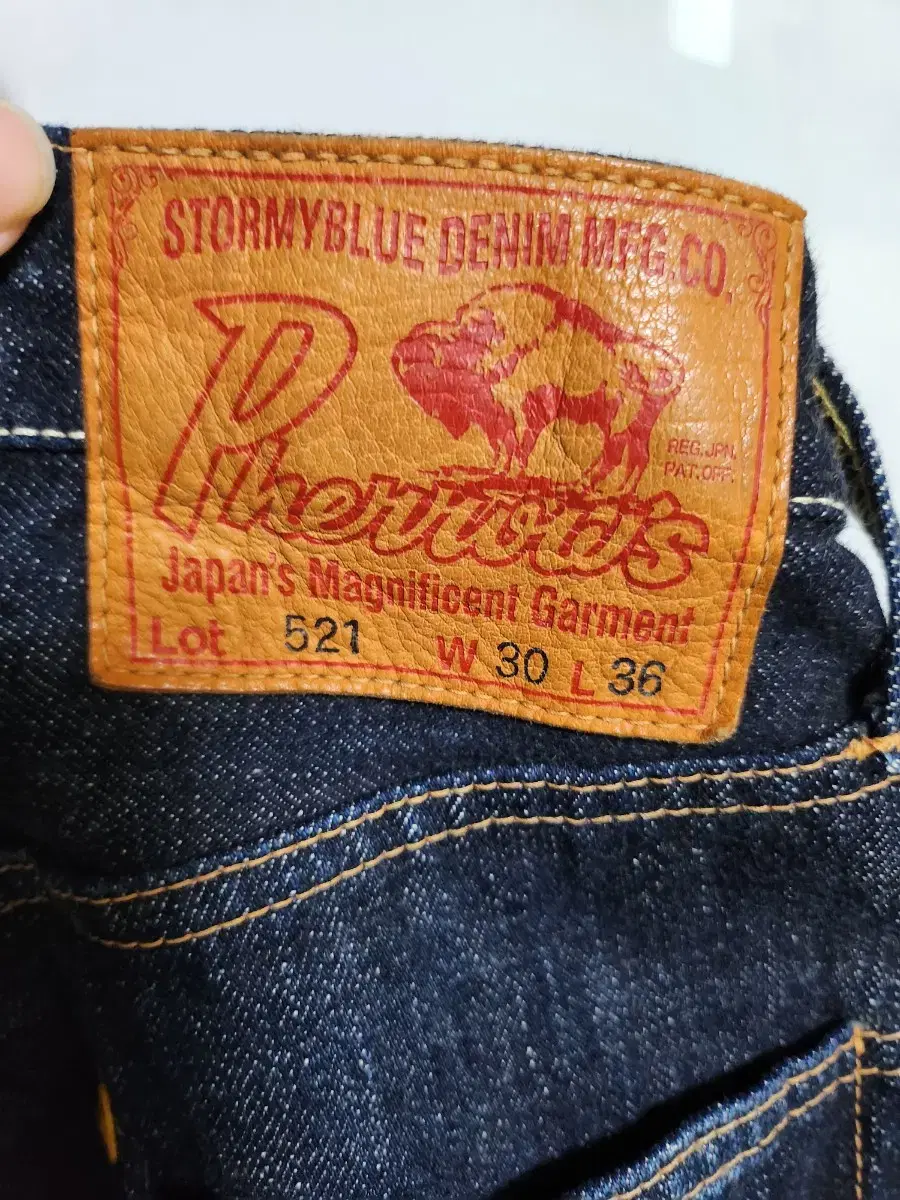 STORMYBLUE DENIM MFG.CO.
REG.JPN.
PAT.OFF.
Pherrow's
Japan's Magnificent Garment
Lot 521 W 30 L 36